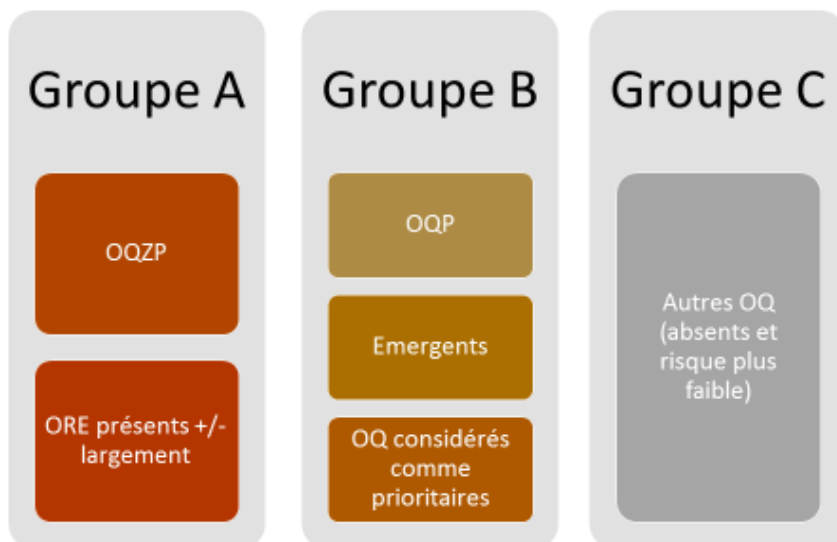 Groupe A
OQZP
ORE présents +/-
largement
Groupe B
OQP
Emergents
OQ considérés
comme
prioritaires
Groupe C
Autres OQ
(absents et
risque plus
faible)